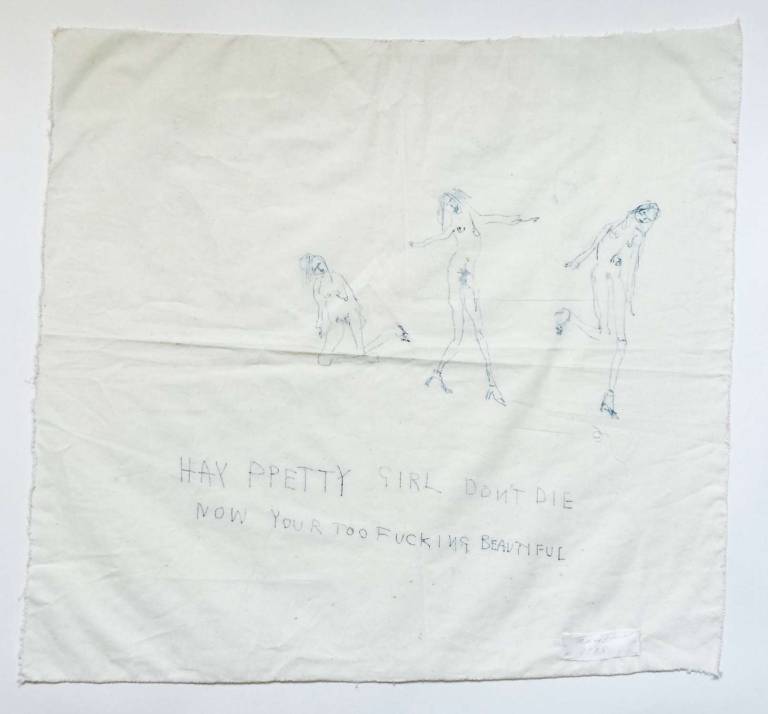 HAY PPETTY GIRL DON'T DIE
NOW YOUR TOO FUCKING BEAUTIFUL